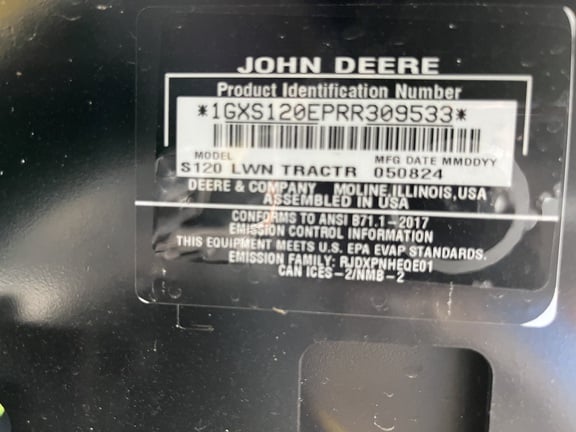 JOHN DEERE
Product Identification Number
*1GXS120EPRR309533*
MODEL MFG DATE MMDDYY
S120 LWN TRACTR 050824
DEERE & COMPANY MOLINE, ILLINOIS, USA
ASSEMBLED IN USA
CONFORMS TO ANSI B71.1-2017
EMISSION CONTROL INFORMATION
THIS EQUIPMENT MEETS U.S. EPA EVAP STANDARDS.
EMISSION FAMILY: RJDXPNHEQE01
CAN ICES-2/NMB-2